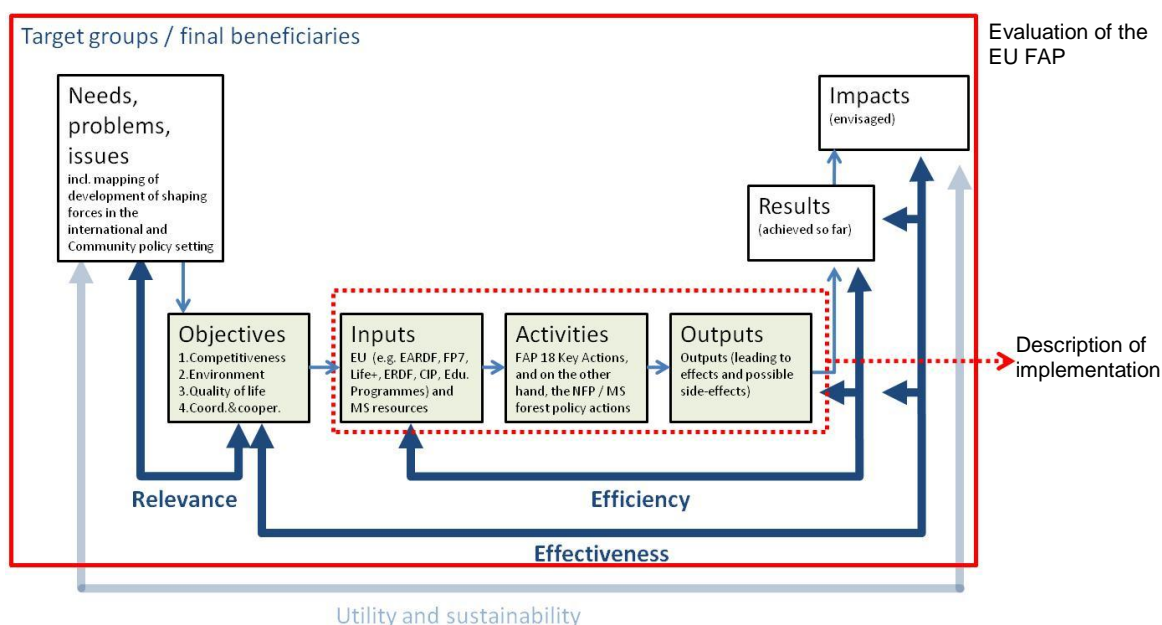 Target groups / final beneficiaries
Evaluation of the
EU FAP
Needs,
problems,
issues
incl. mapping of
development of shaping
forces in the
international and
Community policy setting
Impacts
(envisaged)
Results
(achieved so far)
Objectives
1.Competitiveness
2.Environment
3.Quality of life
4.Coord.&cooper.
Inputs
EU (e.g. EARDF, FP7,
Life+, ERDF, CIP, Edu.
Programmes) and
MS resources
Activities
FAP 18 Key Actions,
and on the other
hand, the NFP / MS
forest policy actions
Outputs
Outputs (leading to
effects and possible
side-effects)
Description of
implementation
Relevance
Efficiency
Effectiveness
Utility and sustainability